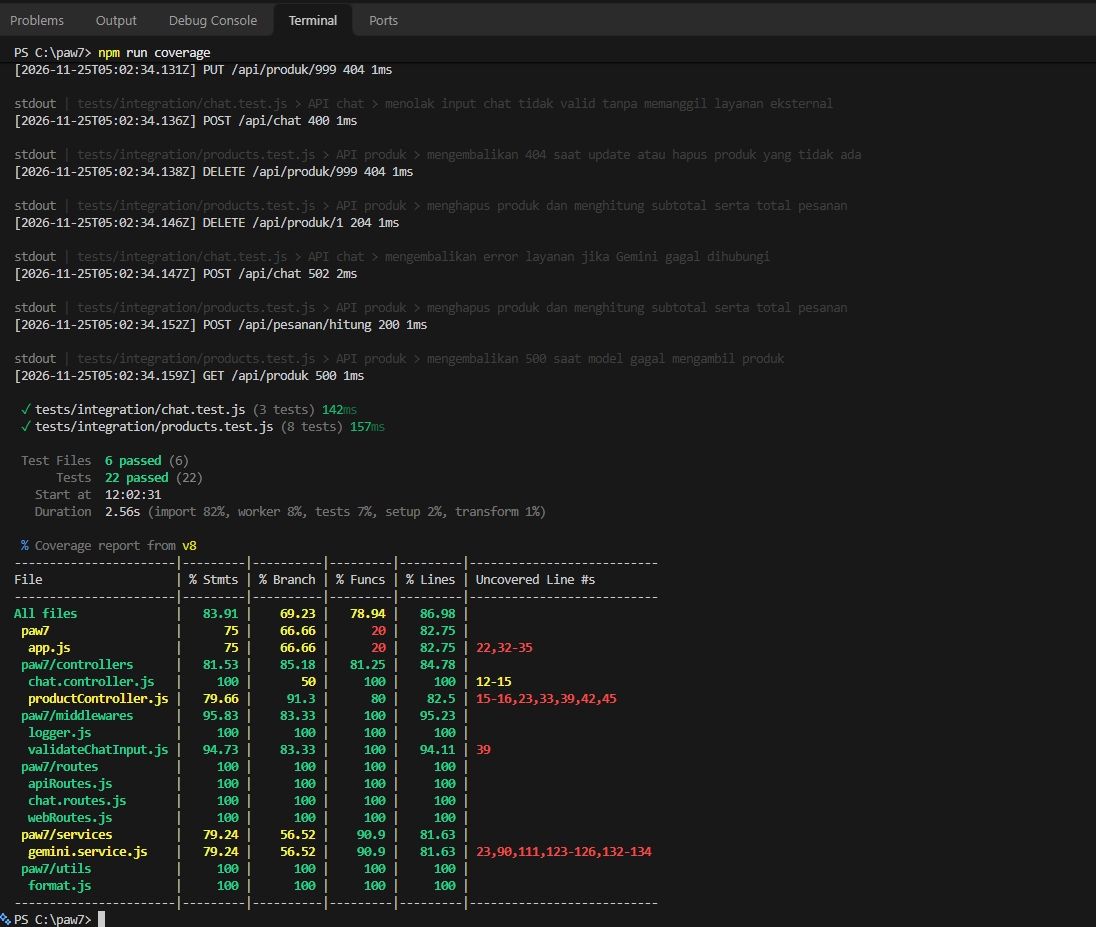 Problems Output Debug Console Terminal Ports
PS C:\paw7> npm run coverage
[2026-11-25T05:02:34.131Z] PUT /api/produk/999 404 1ms
stdout | tests/integration/chat.test.js > API chat > menolak input chat tidak valid tanpa memanggil layanan eksternal
[2026-11-25T05:02:34.136Z] POST /api/chat 400 1ms
stdout | tests/integration/products.test.js > API produk > mengembalikan 404 saat update atau hapus produk yang tidak ada
[2026-11-25T05:02:34.138Z] DELETE /api/produk/999 404 1ms
stdout | tests/integration/products.test.js > API produk > menghapus produk dan menghitung subtotal serta total pesanan
[2026-11-25T05:02:34.146Z] DELETE /api/produk/1 204 1ms
stdout | tests/integration/chat.test.js > API chat > mengembalikan error layanan jika Gemini gagal dihubungi
[2026-11-25T05:02:34.147Z] POST /api/chat 502 2ms
stdout | tests/integration/products.test.js > API produk > menghapus produk dan menghitung subtotal serta total pesanan
[2026-11-25T05:02:34.152Z] POST /api/pesanan/hitung 200 1ms
stdout | tests/integration/products.test.js > API produk > mengembalikan 500 saat model gagal mengambil produk
[2026-11-25T05:02:34.159Z] GET /api/produk 500 1ms
✓ tests/integration/chat.test.js (3 tests) 142ms
✓ tests/integration/products.test.js (8 tests) 157ms
Test Files 6 passed (6)
Tests 22 passed (22)
Start at 12:02:31
Duration 2.56s (import 82%, worker 8%, tests 7%, setup 2%, transform 1%)
% Coverage report from v8
-----------------------|---------|----------|---------|---------|---------------------------
File | % Stmts | % Branch | % Funcs | % Lines | Uncovered Line #s
-----------------------|---------|----------|---------|---------|---------------------------
All files | 83.91 | 69.23 | 78.94 | 86.98 |
paw7 | 75 | 66.66 | 20 | 82.75 |
app.js | 75 | 66.66 | 20 | 82.75 | 22,32-35
paw7/controllers | 81.53 | 85.18 | 81.25 | 84.78 |
chat.controller.js | 100 | 50 | 100 | 100 | 12-15
productController.js | 79.66 | 91.3 | 80 | 82.5 | 15-16,23,33,39,42,45
paw7/middlewares | 95.83 | 83.33 | 100 | 95.23 |
logger.js | 100 | 100 | 100 | 100 |
validateChatInput.js | 94.73 | 83.33 | 100 | 94.11 | 39
paw7/routes | 100 | 100 | 100 | 100 |
apiRoutes.js | 100 | 100 | 100 | 100 |
chat.routes.js | 100 | 100 | 100 | 100 |
webRoutes.js | 100 | 100 | 100 | 100 |
paw7/services | 79.24 | 56.52 | 90.9 | 81.63 |
gemini.service.js | 79.24 | 56.52 | 90.9 | 81.63 | 23,90,111,123-126,132-134
paw7/utils | 100 | 100 | 100 | 100 |
format.js | 100 | 100 | 100 | 100 |
-----------------------|---------|----------|---------|---------|---------------------------
PS C:\paw7>